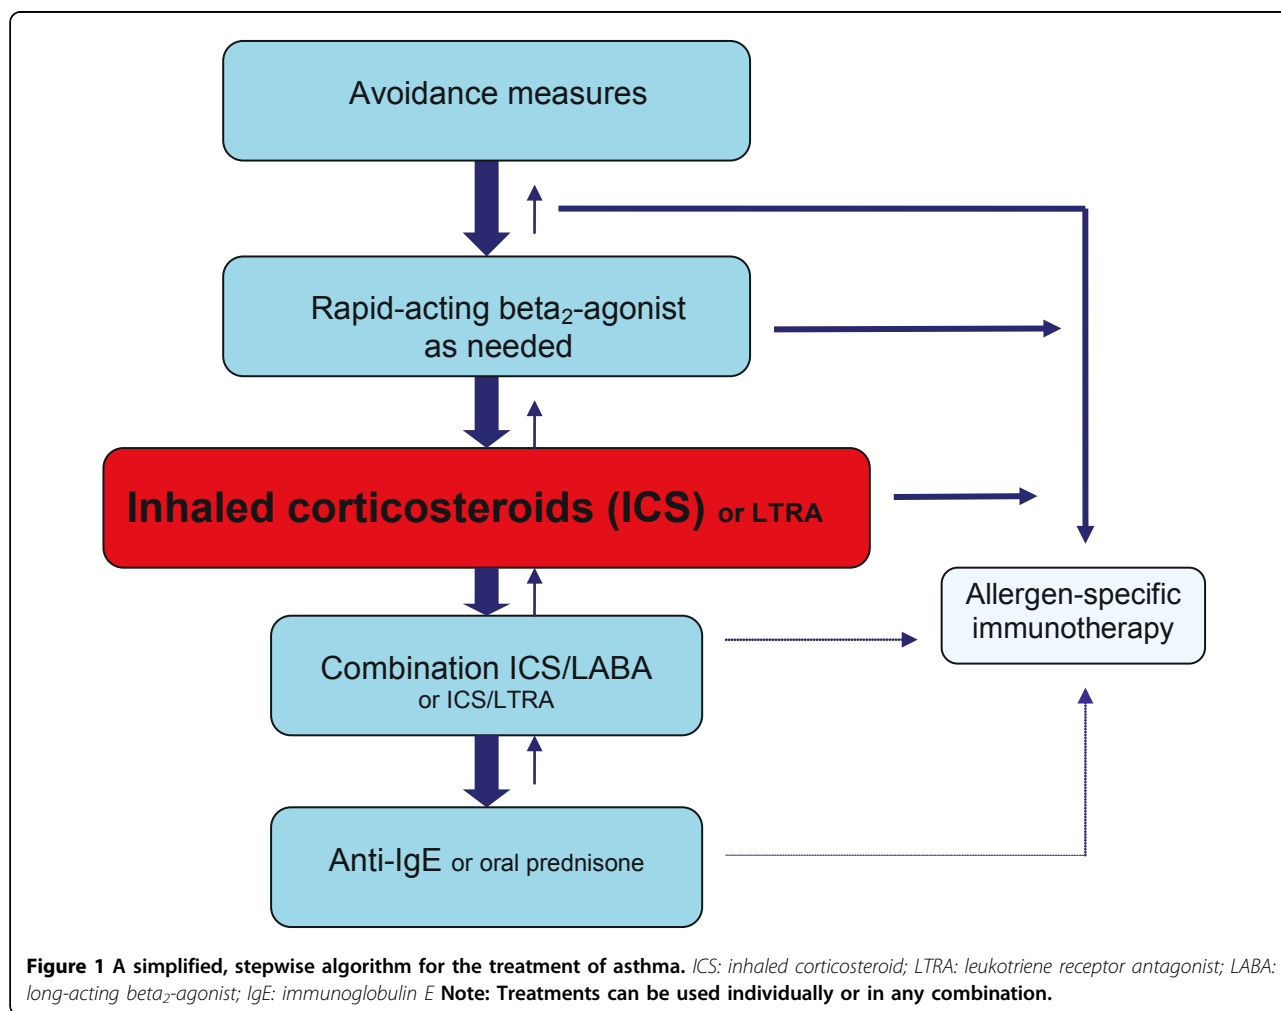 Avoidance measures
Rapid-acting beta₂-agonist
as needed
Inhaled corticosteroids (ICS) or LTRA
Allergen-specific
immunotherapy
Combination ICS/LABA
or ICS/LTRA
Anti-IgE or oral prednisone
Figure 1 A simplified, stepwise algorithm for the treatment of asthma. ICS: inhaled corticosteroid; LTRA: leukotriene receptor antagonist; LABA:
long-acting beta₂-agonist; IgE: immunoglobulin E Note: Treatments can be used individually or in any combination.